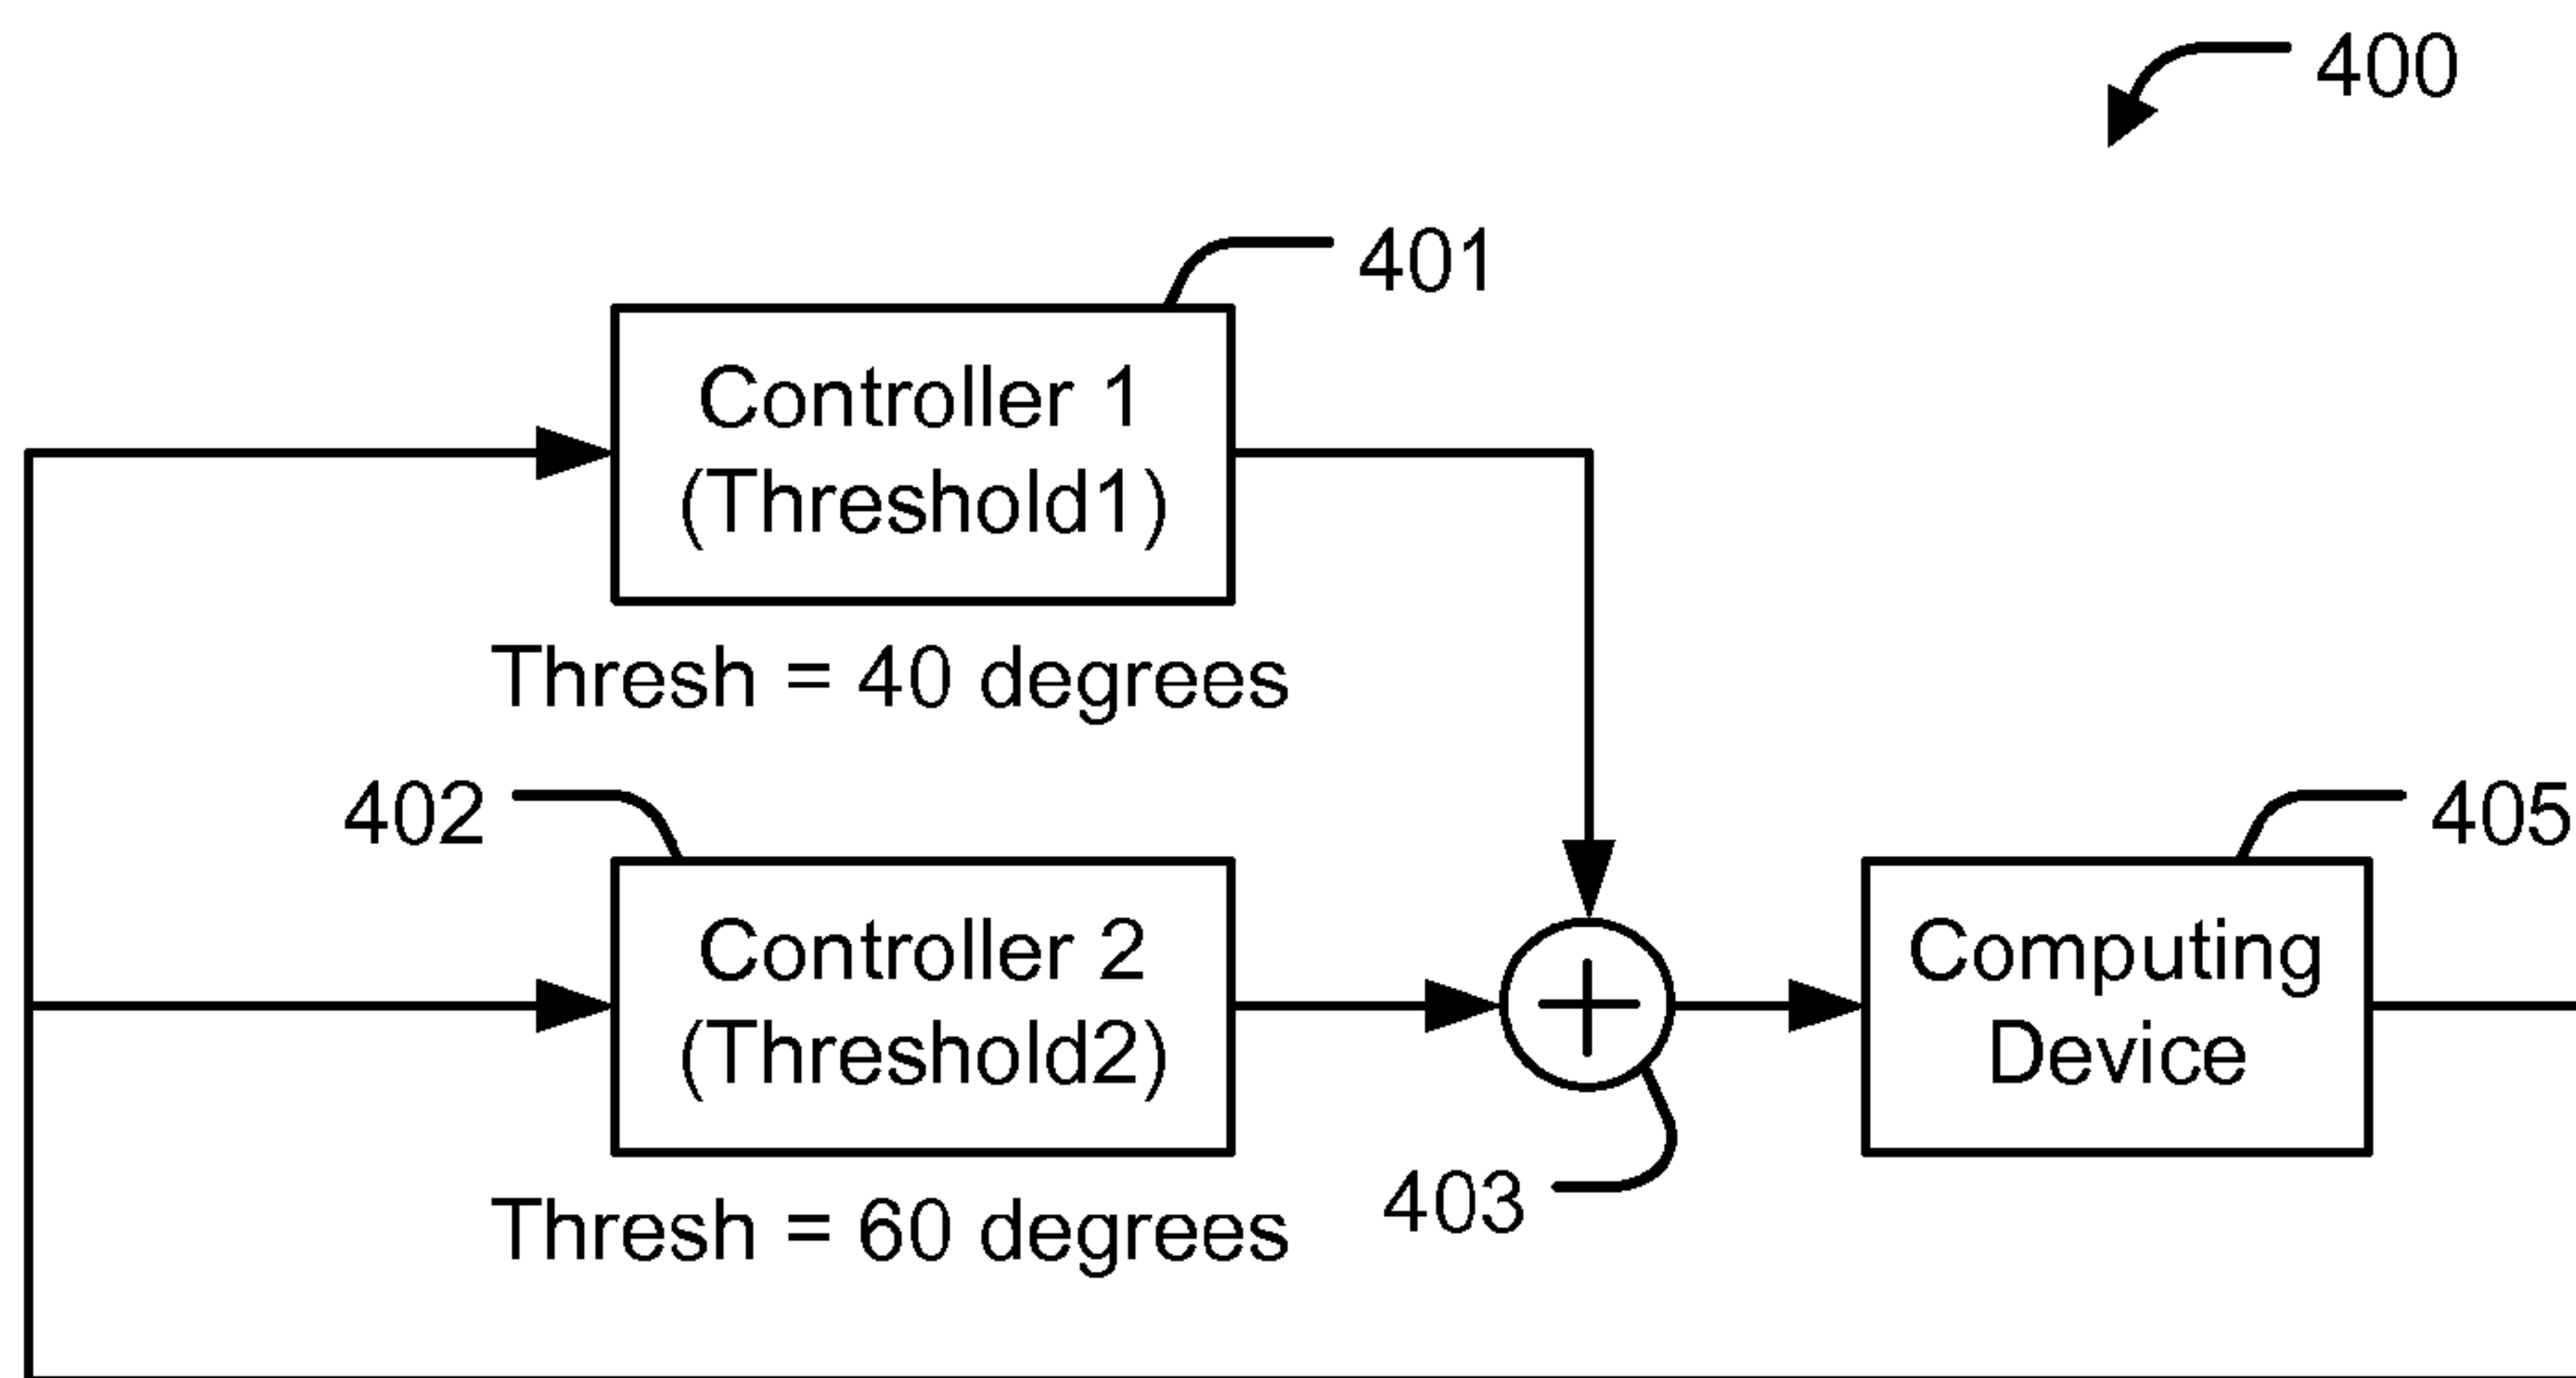 400
401
Controller 1
(Threshold1)
Thresh = 40 degrees
402
405
Controller 2
(Threshold2)
Computing
Device
403
Thresh = 60 degrees